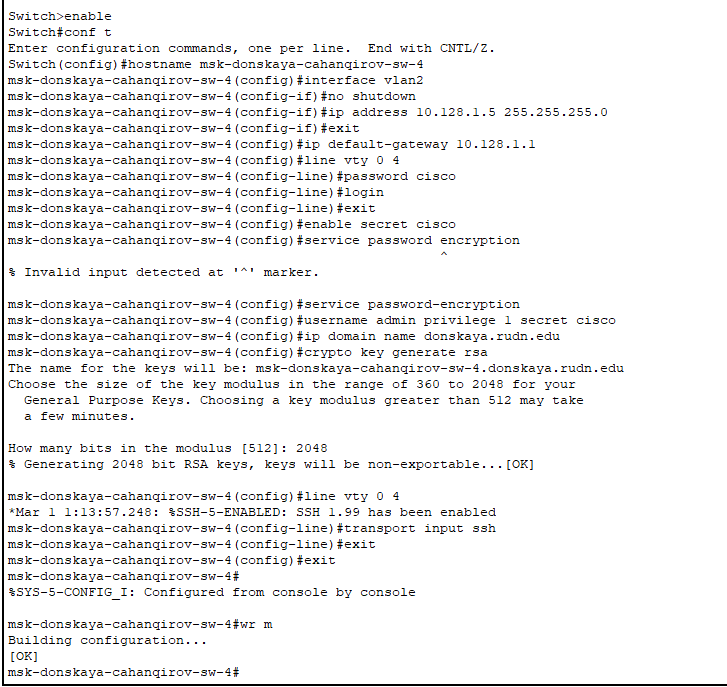 Switch>enable
Switch#conf t
Enter configuration commands, one per line.  End with CNTL/Z.
Switch(config)#hostname msk-donskaya-cahanqirov-sw-4
msk-donskaya-cahanqirov-sw-4(config)#interface vlan2
msk-donskaya-cahanqirov-sw-4(config-if)#no shutdown
msk-donskaya-cahanqirov-sw-4(config-if)#ip address 10.128.1.5 255.255.255.0
msk-donskaya-cahanqirov-sw-4(config-if)#exit
msk-donskaya-cahanqirov-sw-4(config)#ip default-gateway 10.128.1.1
msk-donskaya-cahanqirov-sw-4(config)#line vty 0 4
msk-donskaya-cahanqirov-sw-4(config-line)#password cisco
msk-donskaya-cahanqirov-sw-4(config-line)#login
msk-donskaya-cahanqirov-sw-4(config-line)#exit
msk-donskaya-cahanqirov-sw-4(config)#enable secret cisco
msk-donskaya-cahanqirov-sw-4(config)#service password encryption
^
% Invalid input detected at '^' marker.
msk-donskaya-cahanqirov-sw-4(config)#service password-encryption
msk-donskaya-cahanqirov-sw-4(config)#username admin privilege 1 secret cisco
msk-donskaya-cahanqirov-sw-4(config)#ip domain name donskaya.rudn.edu
msk-donskaya-cahanqirov-sw-4(config)#crypto key generate rsa
The name for the keys will be: msk-donskaya-cahanqirov-sw-4.donskaya.rudn.edu
Choose the size of the key modulus in the range of 360 to 2048 for your
General Purpose Keys. Choosing a key modulus greater than 512 may take
a few minutes.
How many bits in the modulus [512]: 2048
% Generating 2048 bit RSA keys, keys will be non-exportable...[OK]
msk-donskaya-cahanqirov-sw-4(config)#line vty 0 4
*Mar 1 1:13:57.248: %SSH-5-ENABLED: SSH 1.99 has been enabled
msk-donskaya-cahanqirov-sw-4(config-line)#transport input ssh
msk-donskaya-cahanqirov-sw-4(config-line)#exit
msk-donskaya-cahanqirov-sw-4(config)#exit
msk-donskaya-cahanqirov-sw-4#
%SYS-5-CONFIG_I: Configured from console by console
msk-donskaya-cahanqirov-sw-4#wr m
Building configuration...
[OK]
msk-donskaya-cahanqirov-sw-4#